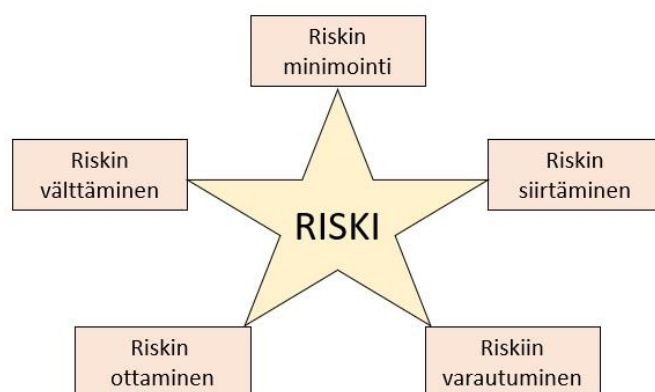 Riskin
minimointi
Riskin
välttäminen
Riskin
siirtäminen
RISKI
Riskin
ottaminen
Riskiin
varautuminen